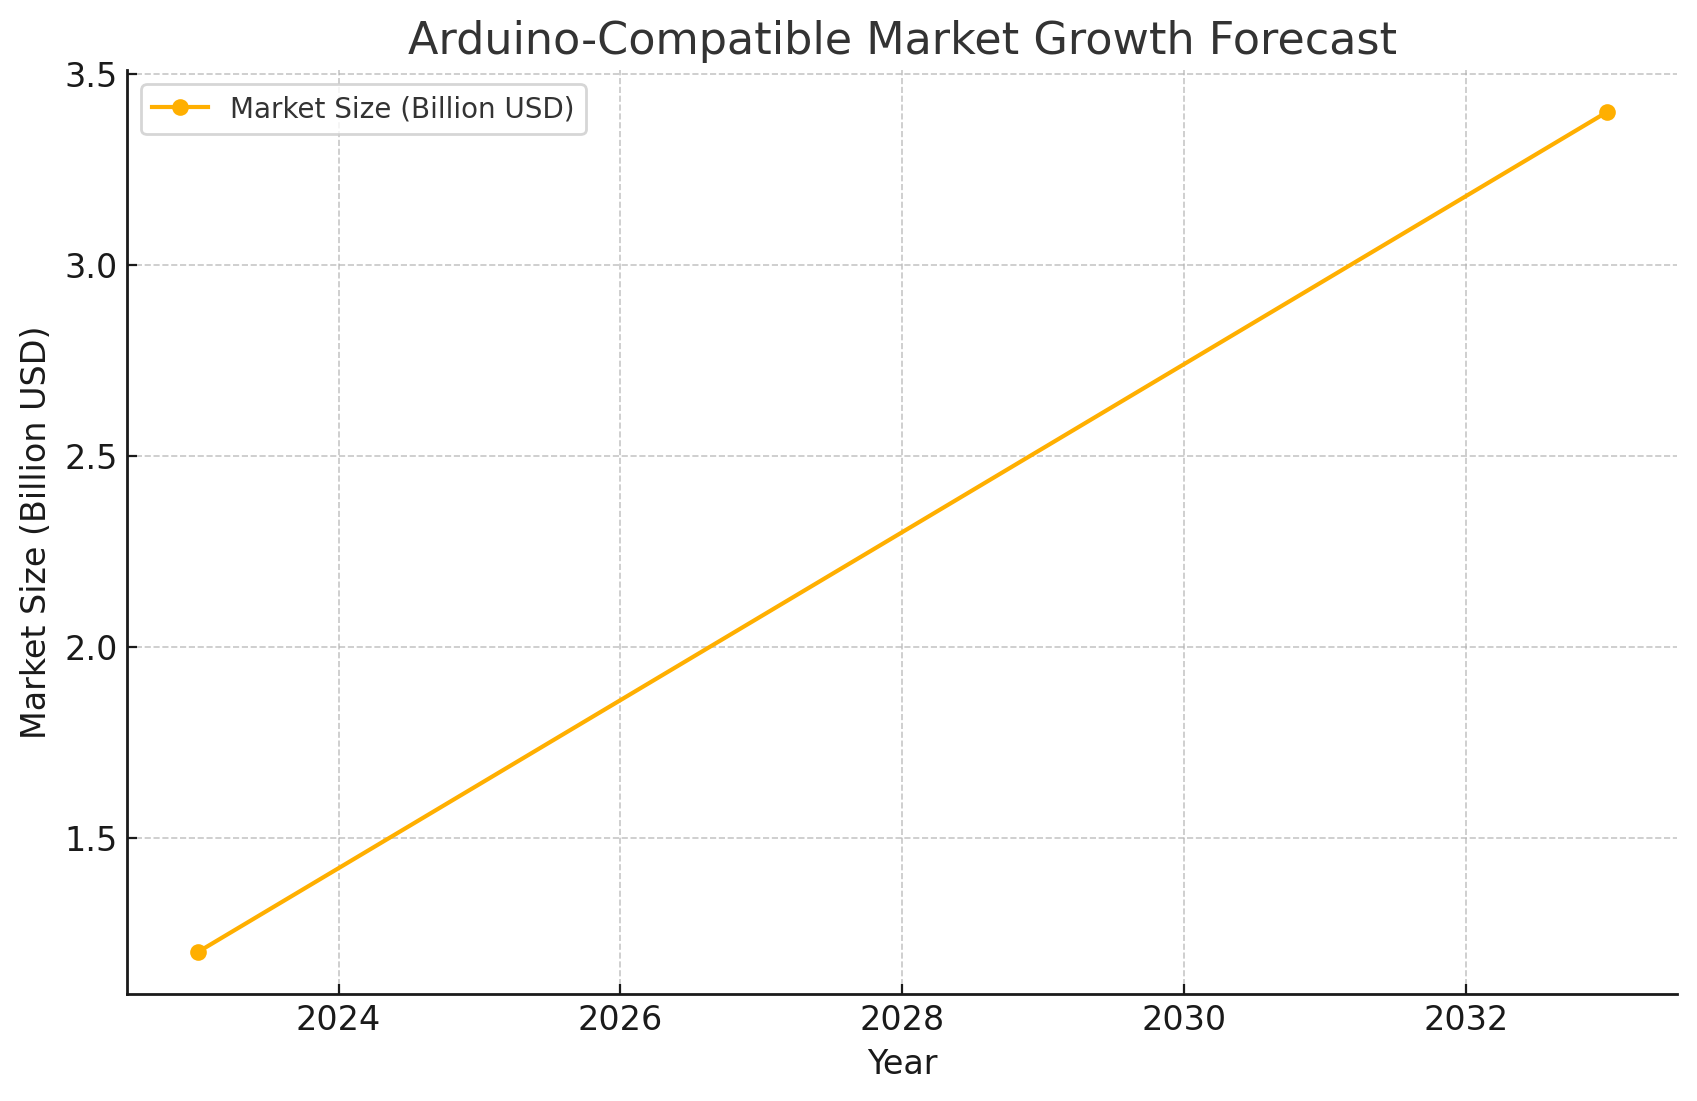 Arduino-Compatible Market Growth Forecast
Market Size (Billion USD)
Market Size (Billion USD)
3.5
3.0
2.5
2.0
1.5
2024 2026 2028 2030 2032
Year